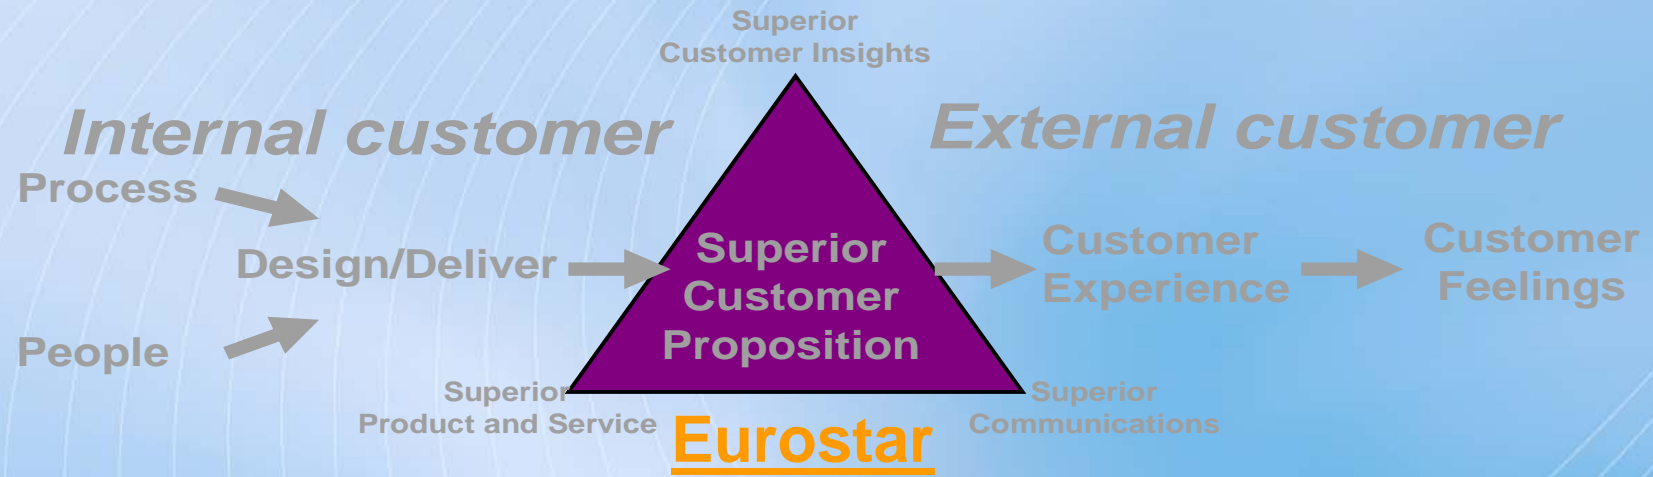 Superior
Customer Insights
Internal customer
External customer
Process
Design/Deliver
People
Superior
Customer
Proposition
Customer
Experience
Customer
Feelings
Superior
Product and Service
Eurostar
Superior
Communications